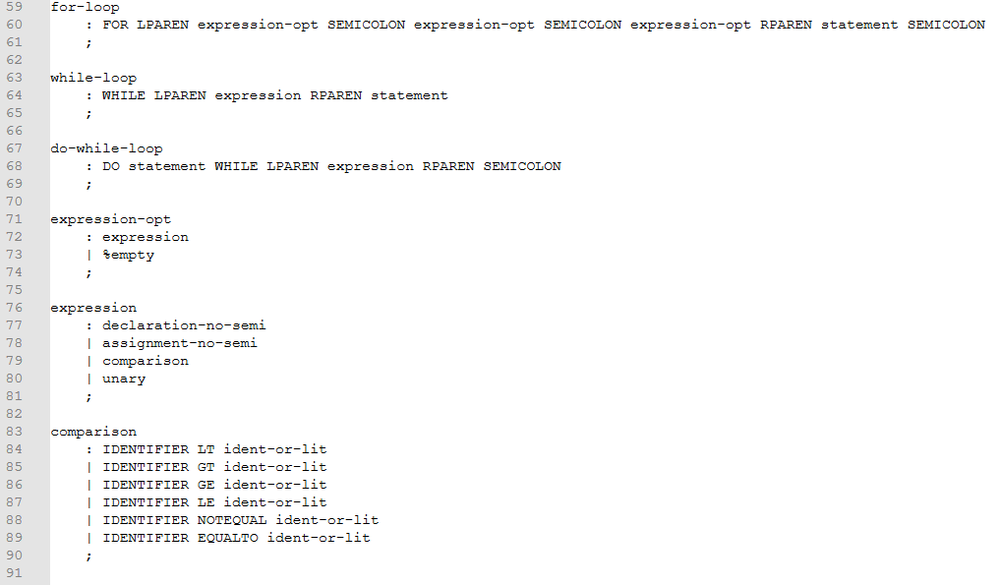 59 for-loop
60     : FOR LPAREN expression-opt SEMICOLON expression-opt SEMICOLON expression-opt RPAREN statement SEMICOLON
61     ;
62
63 while-loop
64     : WHILE LPAREN expression RPAREN statement
65     ;
66
67 do-while-loop
68     : DO statement WHILE LPAREN expression RPAREN SEMICOLON
69     ;
70
71 expression-opt
72     : expression
73     | %empty
74     ;
75
76 expression
77     : declaration-no-semi
78     | assignment-no-semi
79     | comparison
80     | unary
81     ;
82
83 comparison
84     : IDENTIFIER LT ident-or-lit
85     | IDENTIFIER GT ident-or-lit
86     | IDENTIFIER GE ident-or-lit
87     | IDENTIFIER LE ident-or-lit
88     | IDENTIFIER NOTEQUAL ident-or-lit
89     | IDENTIFIER EQUALTO ident-or-lit
90     ;
91